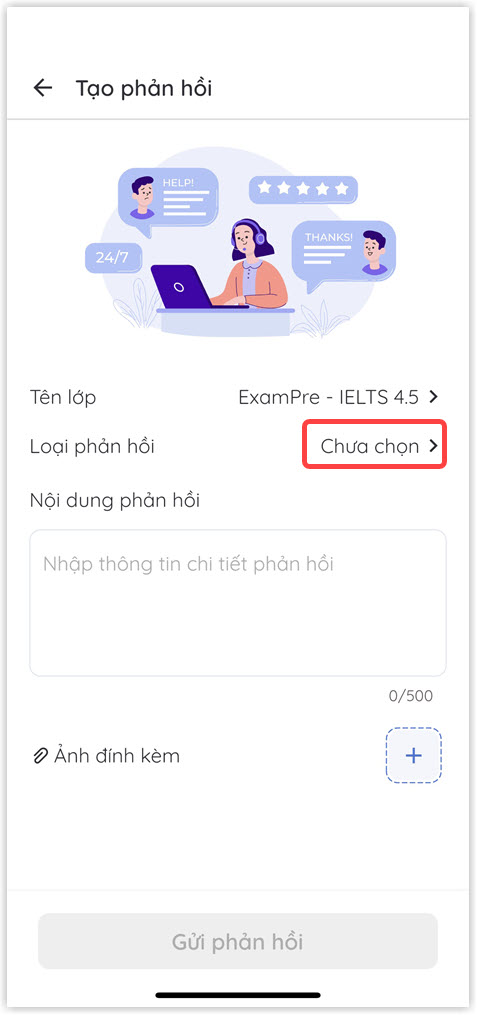 Tạo phản hồi
HELP!
24/7
THANKS!
Tên lớp ExamPre - IELTS 4.5
Loại phản hồi Chưa chọn
Nội dung phản hồi
Nhập thông tin chi tiết phản hồi
0/500
Ảnh đính kèm
Gửi phản hồi